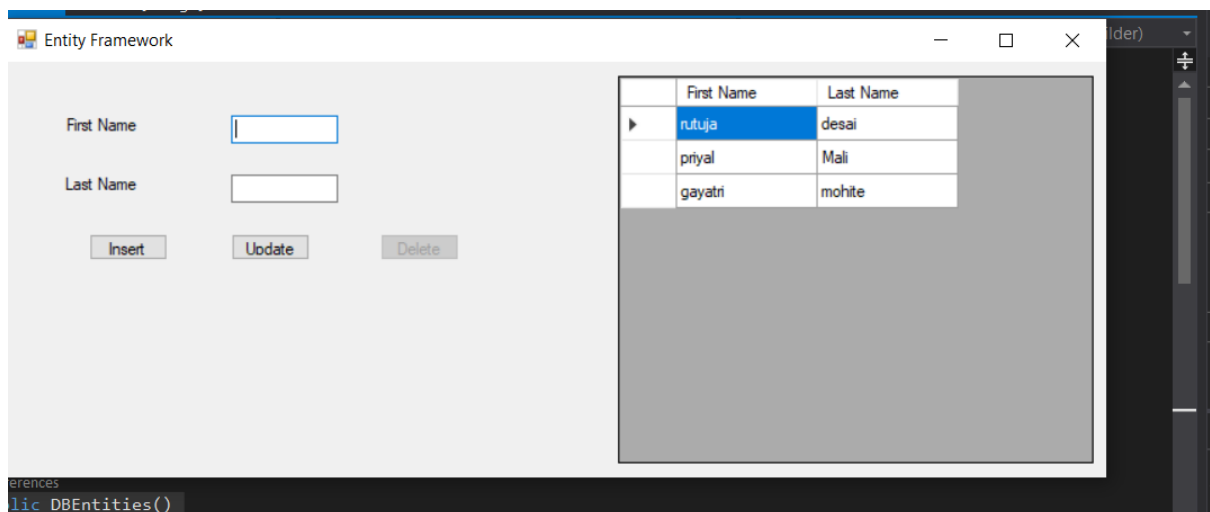 Entity Framework
ilder)
First Name Last Name
First Name
rutuja desai
priyal Mali
Last Name
gayatri mohite
Insert Update Delete
erences
lic DBEntities()